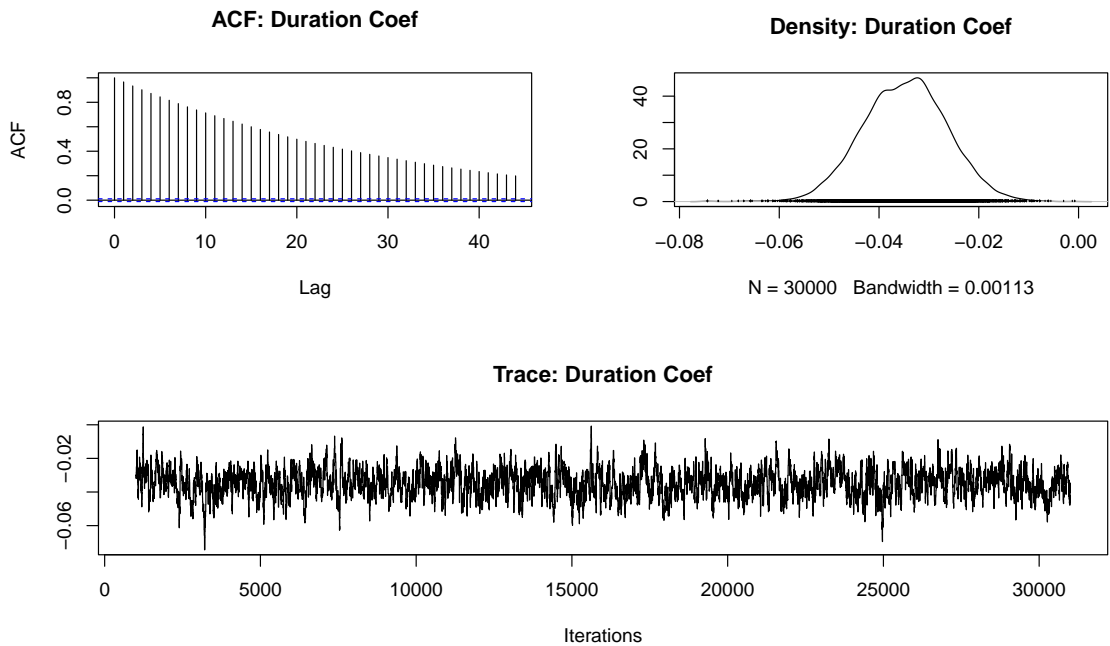 ACF: Duration Coef
ACF
0.0 0.4 0.8
0 10 20 30 40
Lag
Density: Duration Coef
0 20 40
−0.08 −0.06 −0.04 −0.02 0.00
N = 30000 Bandwidth = 0.00113
Trace: Duration Coef
−0.06 −0.02
0 5000 10000 15000 20000 25000 30000
Iterations